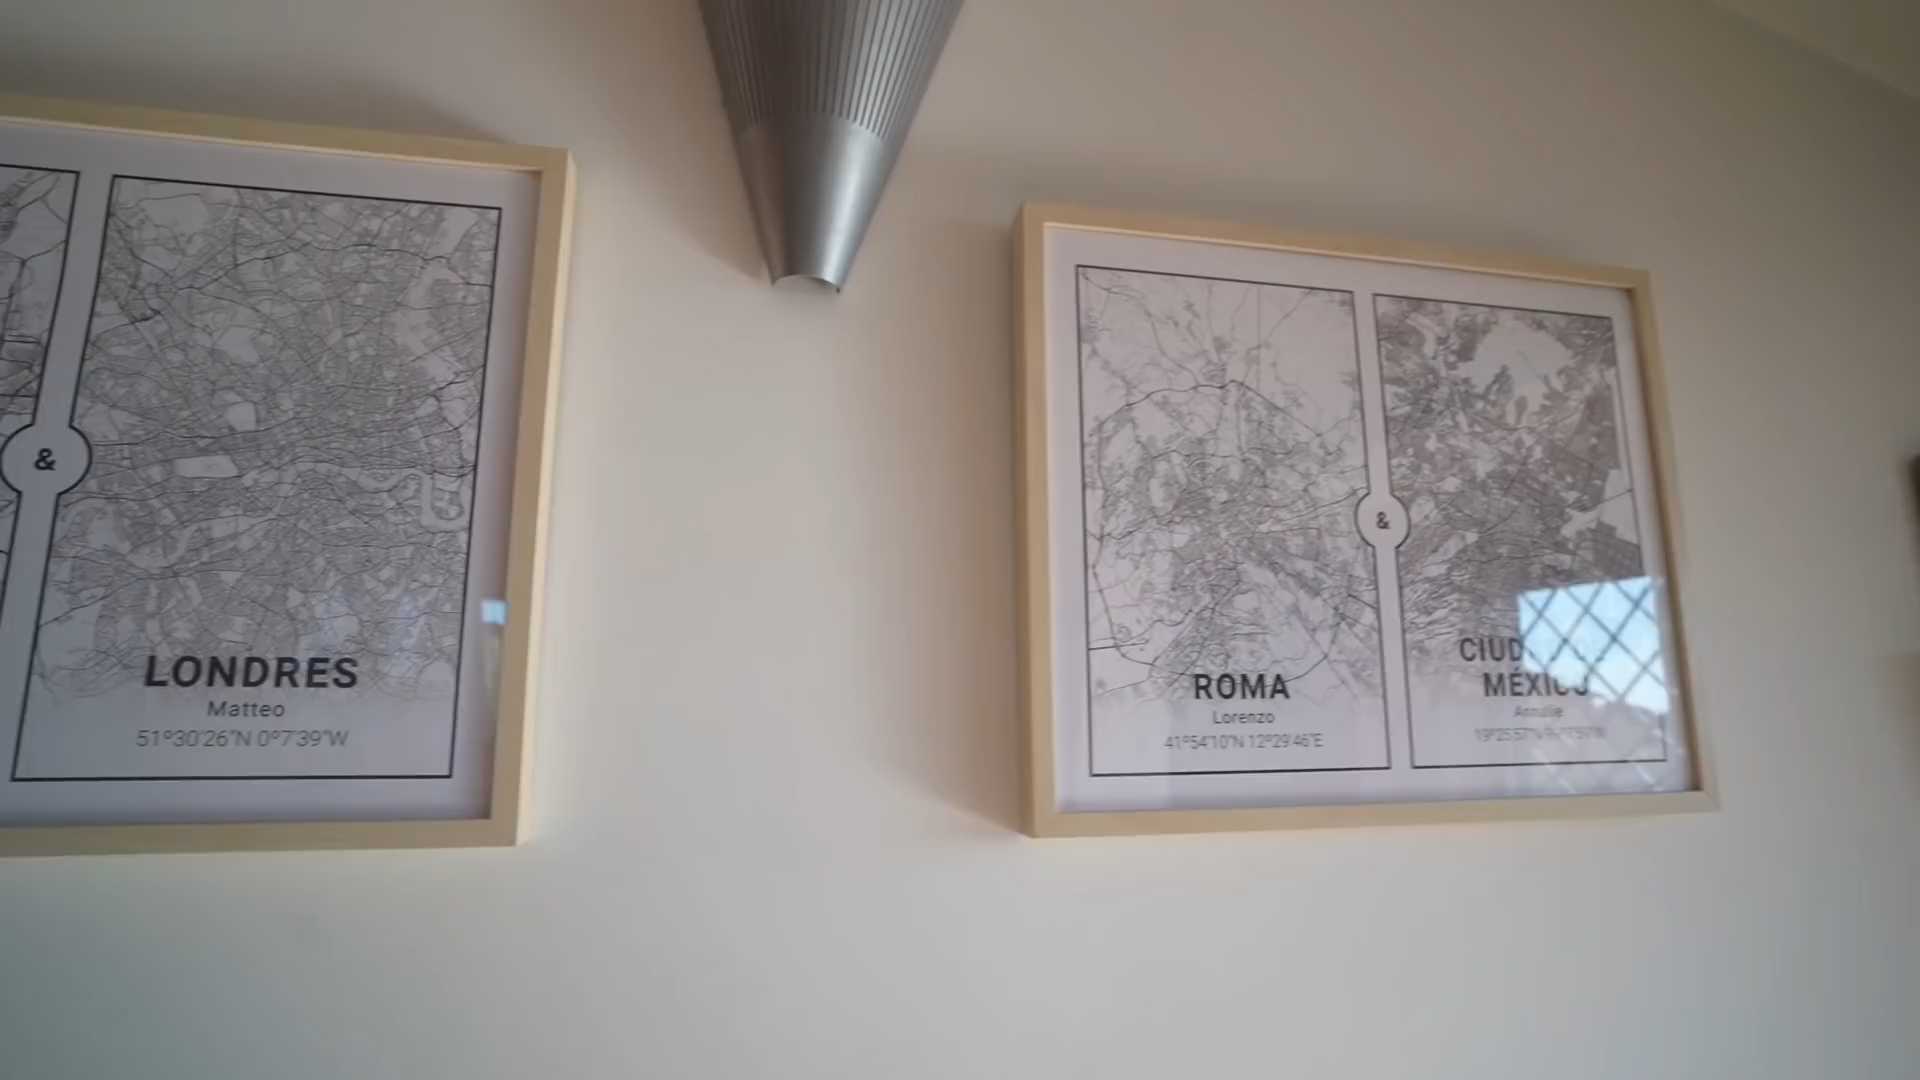 &
LONDRES
Matteo
51°30'26"N 0°7'39"W
ROMA
Lorenzo
41°54'10"N 12°29'46"E
&
MÉXICO